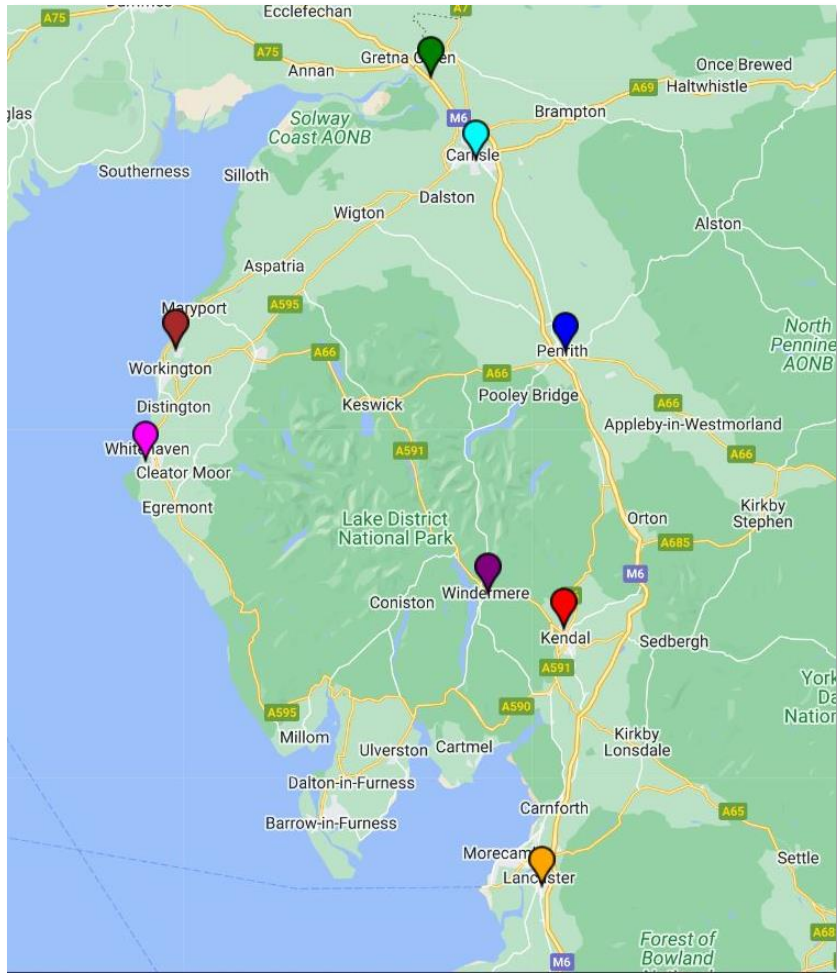 Ecclefechan
A7
A75
A75
Gretna Green
Annan
Once Brewed
Haltwhistle
A69
glas
Solway
Coast AONB
M6
Brampton
Carlisle
Southerness
Silloth
Dalston
Wigton
Alston
Aspatria
Maryport
A595
North
Pennine
AONB
A66
Penrith
Workington
A66
Pooley Bridge
A66
Distington
Keswick
Appleby-in-Westmorland
Whitehaven
A591
A66
Cleator Moor
Egremont
Kirkby
Stephen
Orton
Lake District
National Park
A685
M6
Windermere
Coniston
Kendal
Sedbergh
A591
York
Da
Nation
A590
A595
Millom
Ulverston
Cartmel
Kirkby
Lonsdale
Dalton-in-Furness
Barrow-in-Furness
Carnforth
A65
Morecam
Settle
Lancaster
A68
Forest of
Bowland
M6